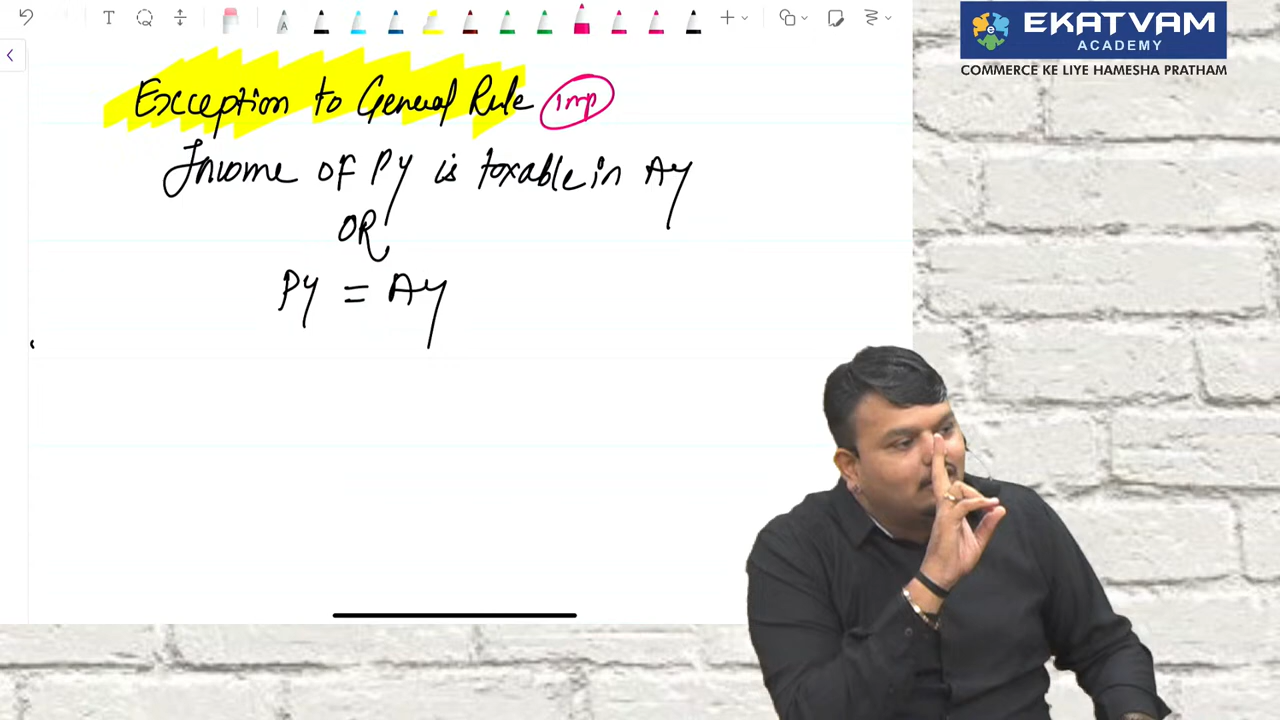 EKATVAM
ACADEMY
COMMERCE KE LIYE HAMESHA PRATHAM
Exception to General Rule Imp
Income of PY is taxable in AY
OR
PY = AY